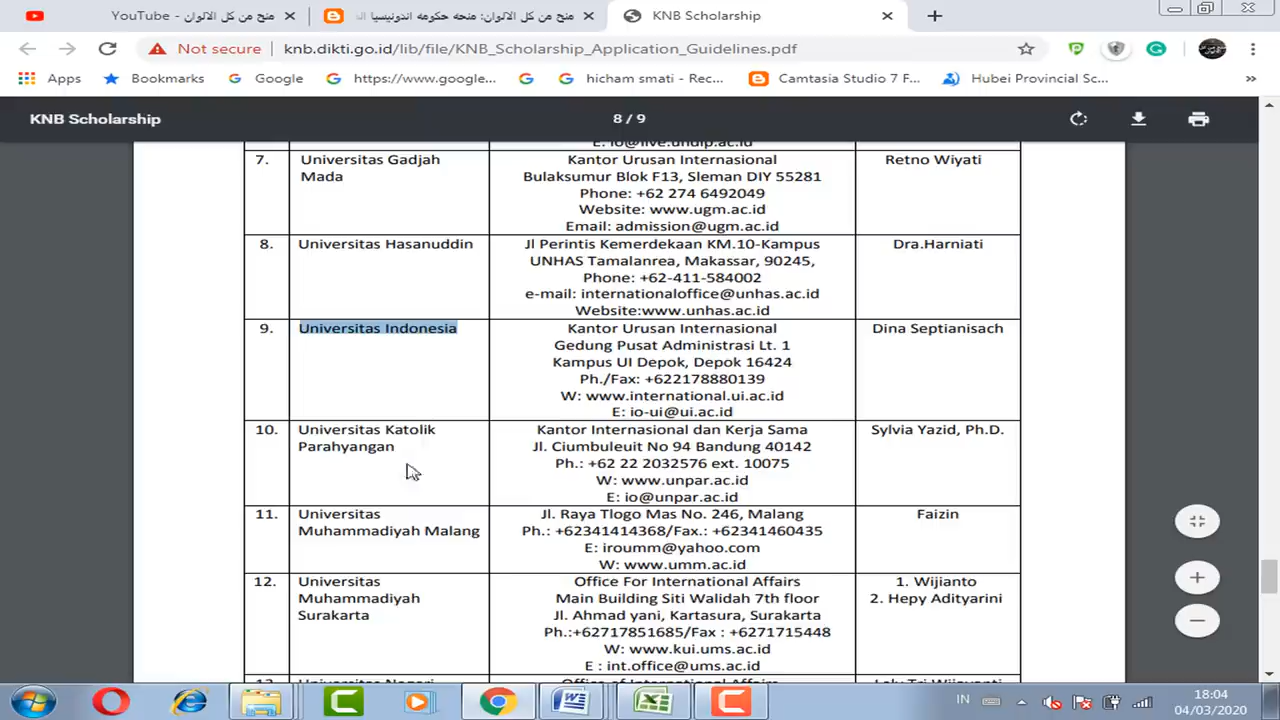 منح من كل الالوان - YouTube
منح من كل الالوان: منحه حكومه اندونيسيا ال
KNB Scholarship
Not secure
knb.dikti.go.id/lib/file/KNB_Scholarship_Application_Guidelines.pdf
Apps
Bookmarks
Google
https://www.google...
hicham smati - Rec...
Camtasia Studio 7 F...
Hubei Provincial Sc...
»
KNB Scholarship
8 / 9
E: io@live.undip.ac.id
7.
Universitas Gadjah
Mada
Kantor Urusan Internasional
Bulaksumur Blok F13, Sleman DIY 55281
Phone: +62 274 6492049
Website: www.ugm.ac.id
Email: admission@ugm.ac.id
Retno Wiyati
8.
Universitas Hasanuddin
Jl Perintis Kemerdekaan KM.10-Kampus
UNHAS Tamalanrea, Makassar, 90245,
Phone: +62-411-584002
e-mail: internationaloffice@unhas.ac.id
Website:www.unhas.ac.id
Dra.Harniati
9.
Universitas Indonesia
Kantor Urusan Internasional
Gedung Pusat Administrasi Lt. 1
Kampus UI Depok, Depok 16424
Ph./Fax: +622178880139
W: www.international.ui.ac.id
E: io-ui@ui.ac.id
Dina Septianisach
10.
Universitas Katolik
Parahyangan
Kantor Internasional dan Kerja Sama
Jl. Ciumbuleuit No 94 Bandung 40142
Ph.: +62 22 2032576 ext. 10075
W: www.unpar.ac.id
E: io@unpar.ac.id
Sylvia Yazid, Ph.D.
11.
Universitas
Muhammadiyah Malang
Jl. Raya Tlogo Mas No. 246, Malang
Ph.: +62341414368/Fax.: +62341460435
E: iroumm@yahoo.com
W: www.umm.ac.id
Faizin
12.
Universitas
Muhammadiyah
Surakarta
Office For International Affairs
Main Building Siti Walidah 7th floor
Jl. Ahmad yani, Kartasura, Surakarta
Ph.:+62717851685/Fax : +6271715448
W: www.kui.ums.ac.id
E : int.office@ums.ac.id
1. Wijianto
2. Hepy Adityarini
IN
18:04
04/03/2020